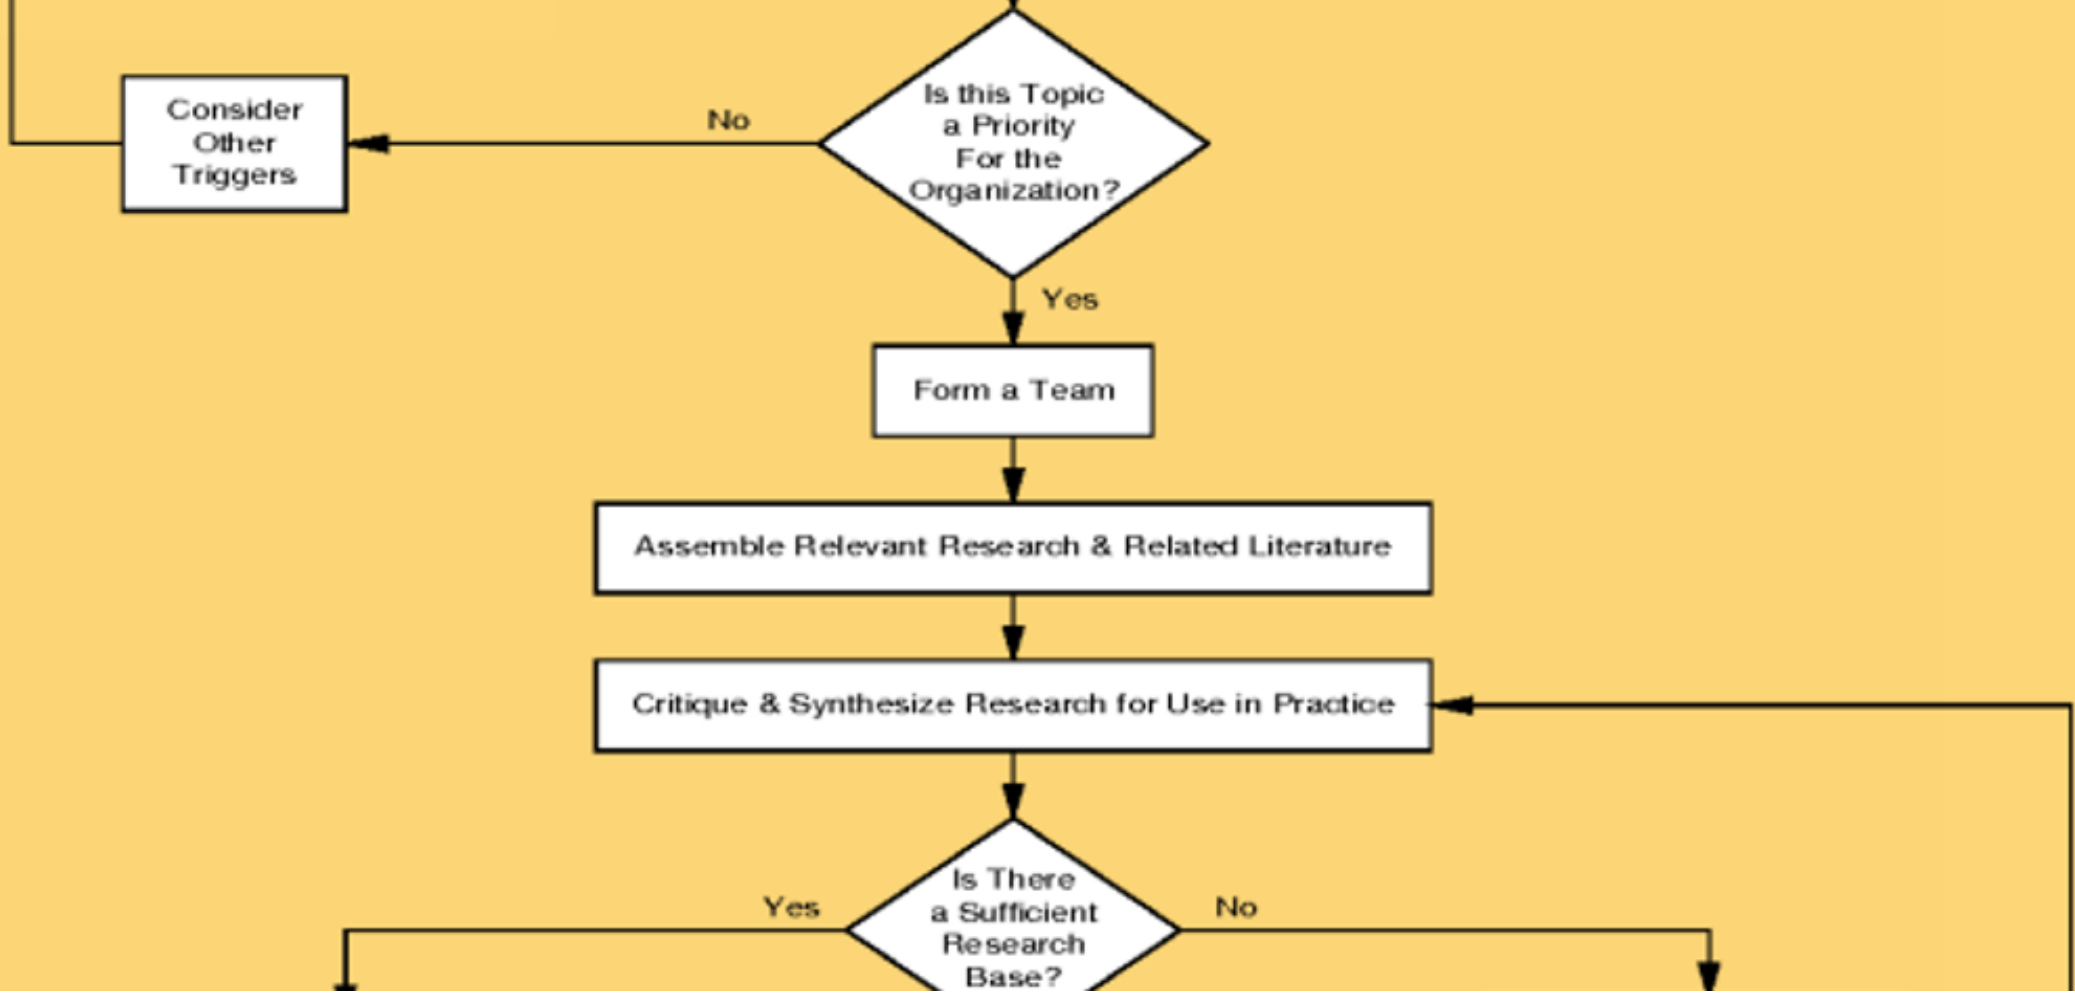 Is this Topic
a Priority
For the
Organization?
No
Consider
Other
Triggers
Yes
Form a Team
Assemble Relevant Research & Related Literature
Critique & Synthesize Research for Use in Practice
Is There
a Sufficient
Research
Base?
Yes
No